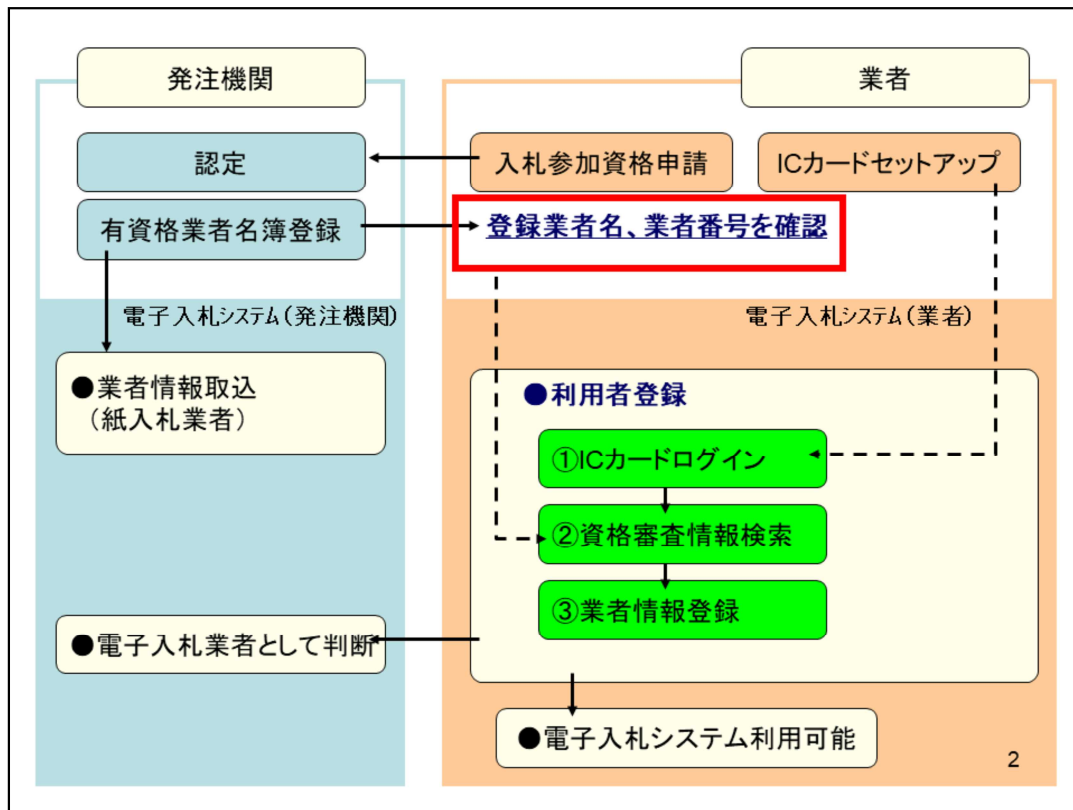 発注機関
業者
認定
入札参加資格申請
ICカードセットアップ
有資格業者名簿登録
登録業者名、業者番号を確認
電子入札システム(発注機関)
電子入札システム(業者)
●業者情報取込
(紙入札業者)
●利用者登録
①ICカードログイン
②資格審査情報検索
③業者情報登録
●電子入札業者として判断
●電子入札システム利用可能
2